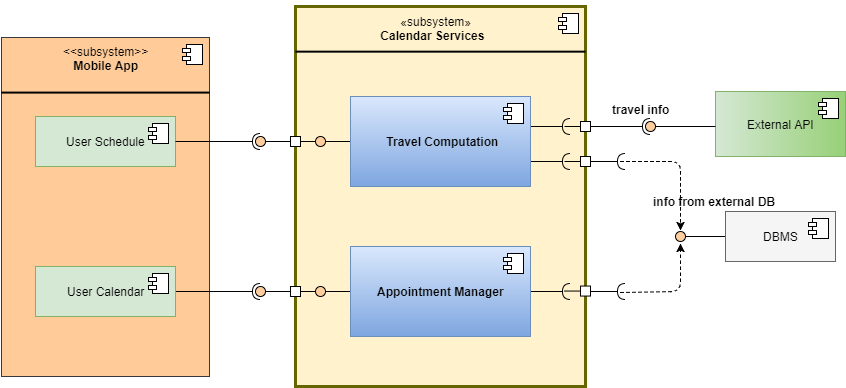 <<subsystem>>
Mobile App
User Schedule
User Calendar
«subsystem»
Calendar Services
Travel Computation
Appointment Manager
travel info
External API
info from external DB
DBMS